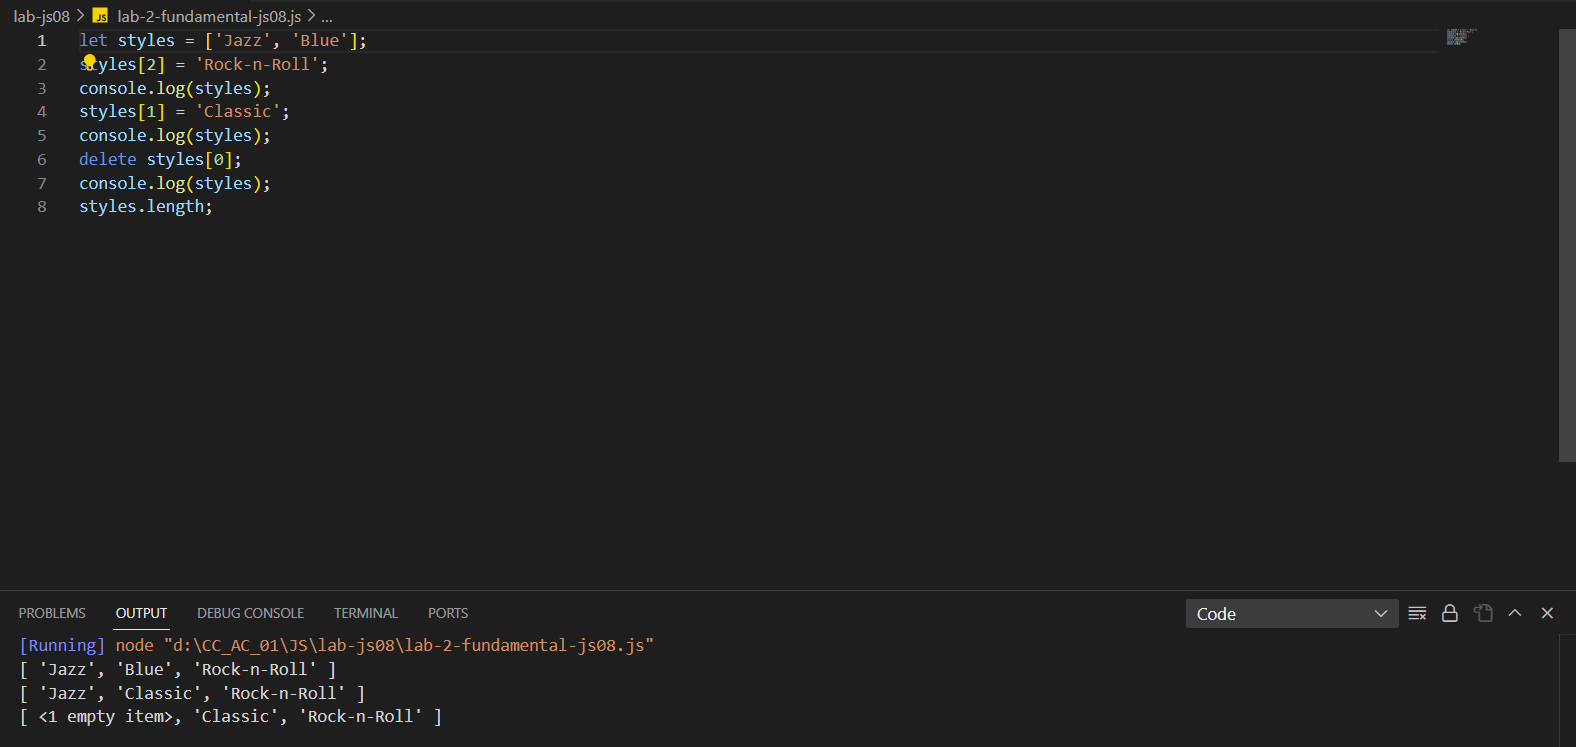 lab-js08 > JS lab-2-fundamental-js08.js > ...
1 let styles = ['Jazz', 'Blue'];
2 styles[2] = 'Rock-n-Roll';
3 console.log(styles);
4 styles[1] = 'Classic';
5 console.log(styles);
6 delete styles[0];
7 console.log(styles);
8 styles.length;
PROBLEMS OUTPUT DEBUG CONSOLE TERMINAL PORTS Code
[Running] node "d:\CC_AC_01\JS\lab-js08\lab-2-fundamental-js08.js"
[ 'Jazz', 'Blue', 'Rock-n-Roll' ]
[ 'Jazz', 'Classic', 'Rock-n-Roll' ]
[ <1 empty item>, 'Classic', 'Rock-n-Roll' ]